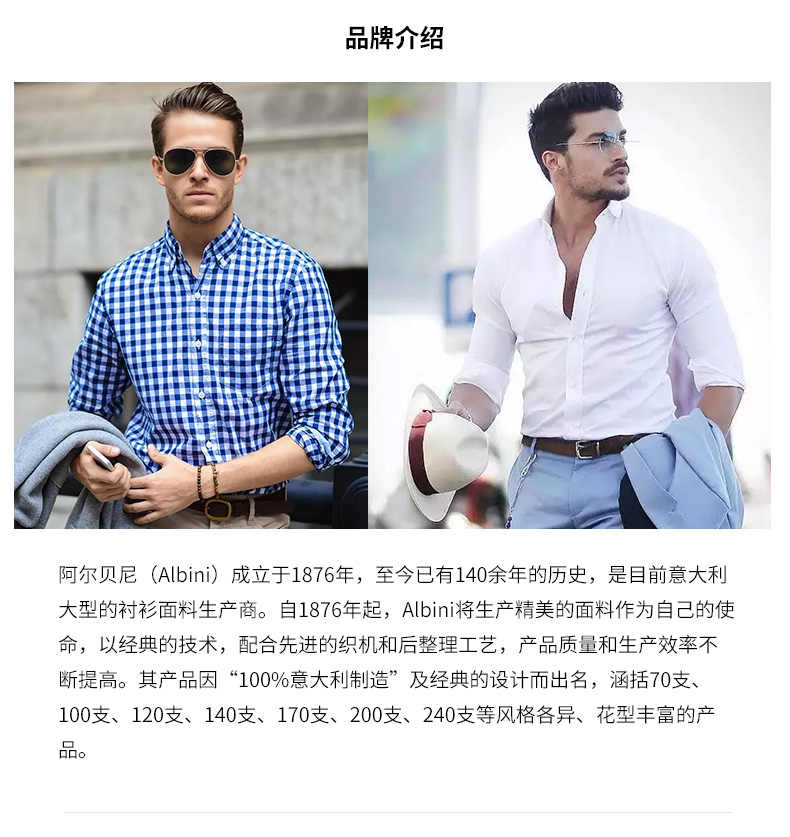 品牌介绍
阿尔贝尼（Albini）成立于1876年，至今已有140余年的历史，是目前意大利
大型的衬衫面料生产商。自1876年起，Albini将生产精美的面料作为自己的使
命，以经典的技术，配合先进的织机和后整理工艺，产品质量和生产效率不
断提高。其产品因“100%意大利制造”及经典的设计而出名，涵括70支、
100支、120支、140支、170支、200支、240支等风格各异、花型丰富的产
品。